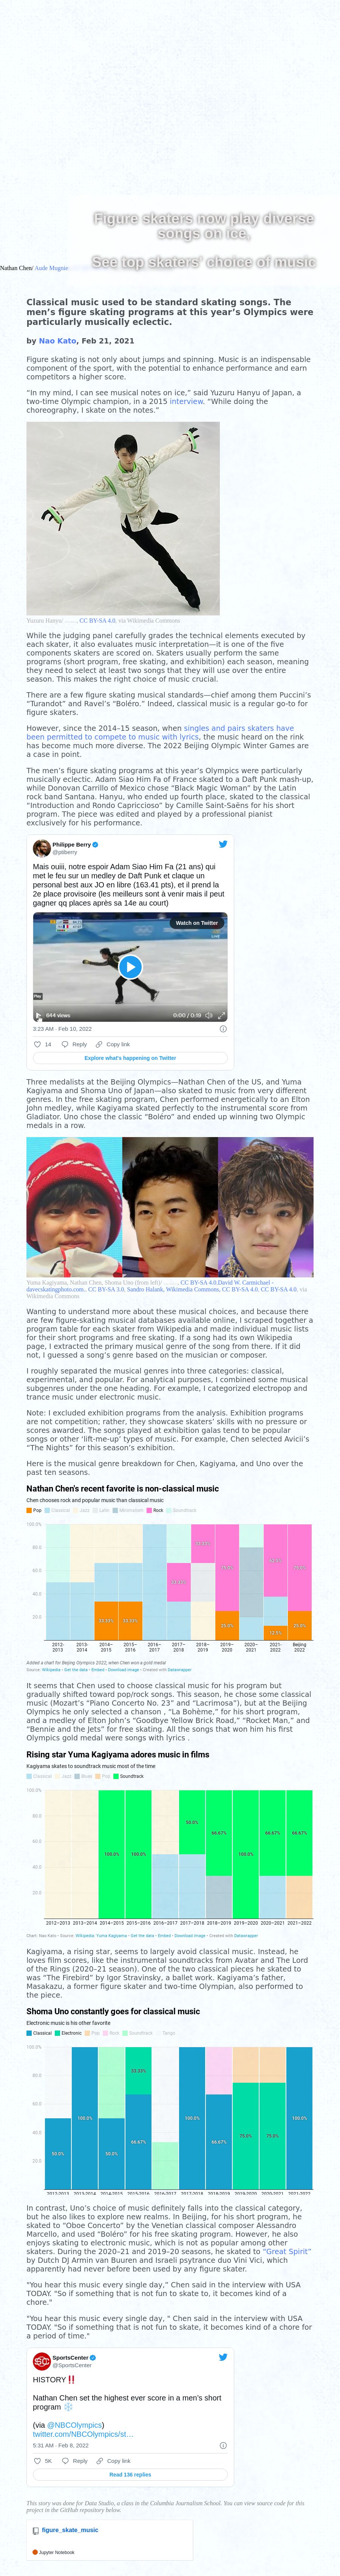 Figure skaters now play diverse
songs on ice,
See top skaters' choice of music
Nathan Chen/ Aude Mugnie
Classical music used to be standard skating songs. The
men's figure skating programs at this year's Olympics were
particularly musically eclectic.
by Nao Kato, Feb 21, 2021
Figure skating is not only about jumps and spinning. Music is an indispensable
component of the sport, with the potential to enhance performance and earn
competitors a higher score.
"In my mind, I can see musical notes on ice," said Yuzuru Hanyu of Japan, a
two-time Olympic champion, in a 2015 interview. "While doing the
choreography, I skate on the notes."
Yuzuru Hanyu/ ... .. , CC BY-SA 4.0, via Wikimedia Commons
While the judging panel carefully grades the technical elements executed by
each skater, it also evaluates music interpretation—it is one of the five
components skaters are scored on. Skaters usually perform the same
programs (short program, free skating, and exhibition) each season, meaning
they need to select at least two songs that they will use over the entire
season. This makes the right choice of music crucial.
There are a few figure skating musical standards—chief among them Puccini's
"Turandot" and Ravel's "Boléro." Indeed, classical music is a regular go-to for
figure skaters.
However, since the 2014–15 season, when singles and pairs skaters have
been permitted to compete to music with lyrics, the music heard on the rink
has become much more diverse. The 2022 Beijing Olympic Winter Games are
a case in point.
The men's figure skating programs at this year's Olympics were particularly
musically eclectic. Adam Siao Him Fa of France skated to a Daft Punk mash-up,
while Donovan Carrillo of Mexico chose "Black Magic Woman" by the Latin
rock band Santana. Hanyu, who ended up fourth place, skated to the classical
"Introduction and Rondo Capriccioso" by Camille Saint-Saëns for his short
program. The piece was edited and played by a professional pianist
exclusively for his performance.
Philippe Berry
@ptiberry
Mais ouiiii, notre espoir Adam Siao Him Fa (21 ans) qui
met le feu sur un medley de Daft Punk et claque un
personal best aux JO en libre (163.41 pts), et il prend la
2e place provisoire (les meilleurs sont à venir mais il peut
gagner qq places après sa 14e au court)
Watch on Twitter
644 views
0:00 / 0:19
3:23 AM · Feb 10, 2022
14 Reply Copy link
Explore what's happening on Twitter
Three medalists at the Beijing Olympics—Nathan Chen of the US, and Yuma
Kagiyama and Shoma Uno of Japan—also skated to music from very different
genres. In the free skating program, Chen performed energetically to an Elton
John medley, while Kagiyama skated perfectly to the instrumental score from
Gladiator. Uno chose the classic "Boléro" and ended up winning two Olympic
medals in a row.
Yuma Kagiyama, Nathan Chen, Shoma Uno (from left)/ ... ... , CC BY-SA 4.0,David W. Carmichael -
davecskatingphoto.com., CC BY-SA 3.0, Sandro Halank, Wikimedia Commons, CC BY-SA 4.0, CC BY-SA 4.0, via
Wikimedia Commons
Wanting to understand more about these musical choices, and because there
are few figure skating databases made available for music, I scraped together
a program title for each skater from Wikipedia and made individual music lists
for their short programs and free skating. If a song had its own Wikipedia
page, I extracted the primary musical genre of the song from there. If it did
not, I guessed a song's genre based on the musician or composer.
I roughly separated the musical genres into three categories: classical,
experimental, and popular. For analytical purposes, I combined some musical
subgenres under the one heading. For example, I categorized electropop and
trance music under electronic music.
Note: I excluded exhibition programs from the analysis. Exhibition programs
are not competitions; rather, they showcase skaters' skills with no pressure or
scores awarded. The songs played at exhibition galas tend to be popular
songs or other 'lift-me-up' types of music. For example, Chen selected Avicii's
"The Nights" for this season's exhibition.
Here is the musical genre breakdown for Chen, Kagiyama, and Uno over the
past ten seasons.
Nathan Chen's recent favorite is non-classical music
Chen chooses rock and popular music than classical music
Pop Classical Jazz Latin Minimalism Rock Soundtrack
100.0%
80.0
60.0
40.0
20.0
33.33% 33.33% 33.33% 33.33% 75.0% 25.0% 12.5% 75.0% 25.0%
2012–2013 2013–2014 2014–2015 2015–2016 2016–2017 2017–2018 2018–2019 2019–2020 2020–2021 2021–2022 Beijing 2022
Added a chart for Beijing Olympics 2022, when Chen won a gold medal
Source: Wikipedia · Get the data · Embed · Download image · Created with Datawrapper
It seems that Chen used to choose classical music for his program but
gradually shifted toward pop/rock songs. This season, he chose some classical
music (Mozart's "Piano Concerto No. 23" and "Lacrimosa"), but at the Beijing
Olympics he only selected a chanson , "La Bohème," for his short program,
and a medley of Elton John's "Goodbye Yellow Brick Road," "Rocket Man," and
"Bennie and the Jets" for free skating. All the songs that won him his first
Olympics gold medal were songs with lyrics .
Rising star Yuma Kagiyama adores music in films
Kagiyama skates to soundtrack music most of the time
Classical Jazz Blues Pop Soundtrack
100.0%
80.0
60.0
40.0
20.0
100.0% 100.0% 50.0% 66.67% 100.0% 66.67% 66.67%
2012–2013 2013–2014 2014–2015 2015–2016 2016–2017 2017–2018 2018–2019 2019–2020 2020–2021 2021–2022
Chart: Nao Kato · Source: Wikipedia: Yuma Kagiyama · Get the data · Embed · Download image · Created with Datawrapper
Kagiyama, a rising star, seems to largely avoid classical music. Instead, he
loves film scores, like the instrumental soundtracks from Avatar and The Lord
of the Rings (2020–21 season). One of the two classical pieces he skated to
was "The Firebird" by Igor Stravinsky, a ballet work. Kagiyama's father,
Masakazu, a former figure skater and two-time Olympian, also performed to
the piece.
Shoma Uno constantly goes for classical music
Electronic music is his other favorite
Classical Electronic Pop Rock Soundtrack Tango
100.0%
80.0
60.0
40.0
20.0
50.0% 100.0% 50.0% 33.33% 66.67% 100.0% 66.67% 75.0% 75.0% 100.0%
2012-2013 2013-2014 2014-2015 2015-2016 2016-2017 2017-2018 2018-2019 2019-2020 2020-2021 2021-2022
In contrast, Uno's choice of music definitely falls into the classical category,
but he also likes to explore new realms. In Beijing, for his short program, he
skated to "Oboe Concerto" by the Venetian classical composer Alessandro
Marcello, and used "Boléro" for his free skating program. However, he also
enjoys skating to electronic music, which is not as popular among other
skaters. During the 2020–21 and 2019–20 seasons, he skated to "Great Spirit"
by Dutch DJ Armin van Buuren and Israeli psytrance duo Vini Vici, which
apparently had never before been used by any figure skater.
"You hear this music every single day," Chen said in the interview with USA
TODAY. "So if something that is not fun to skate to, it becomes kind of a
chore."
"You hear this music every single day, " Chen said in the interview with USA
TODAY. "So if something that is not fun to skate, it becomes kind of a chore for
a period of time."
SportsCenter
@SportsCenter
HISTORY‼️
Nathan Chen set the highest ever score in a men's short
program ❄️
(via @NBCOlympics)
twitter.com/NBCOlympics/st…
5:31 AM · Feb 8, 2022
5K Reply Copy link
Read 136 replies
This story was done for Data Studio, a class in the Columbia Journalism School. You can view source code for this
project in the GitHub repository below.
figure_skate_music
Jupyter Notebook